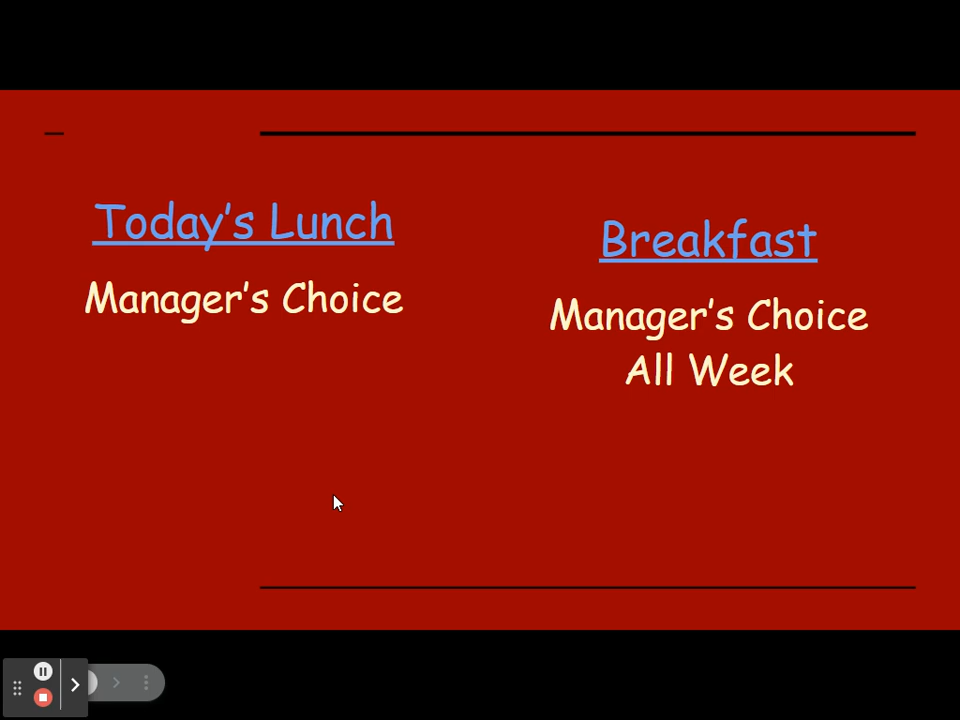 Today's Lunch
Manager's Choice
Breakfast
Manager's Choice
All Week